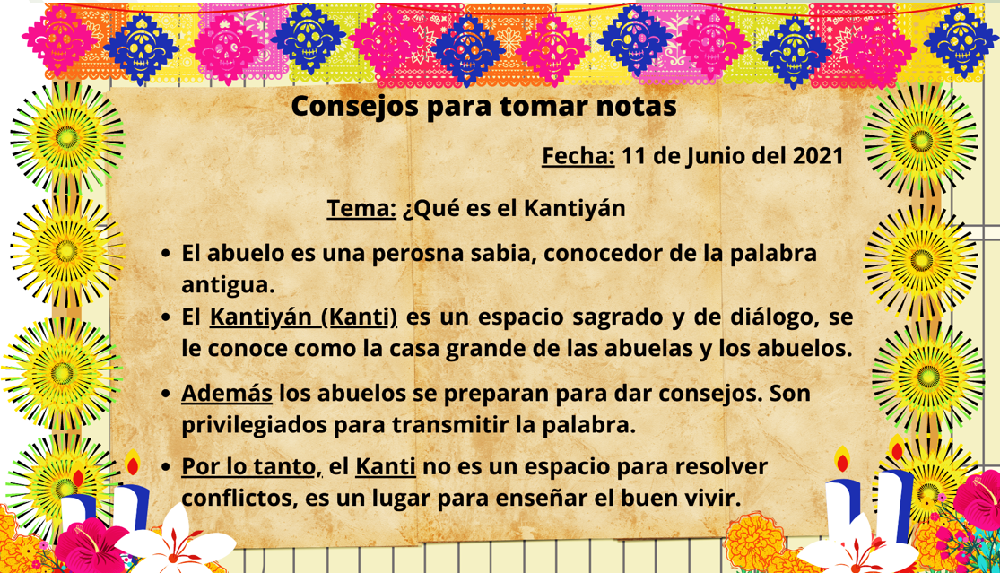 Consejos para tomar notas
Fecha: 11 de Junio del 2021
Tema: ¿Qué es el Kantiyán
• El abuelo es una perosna sabia, conocedor de la palabra
antigua.
• El Kantiyán (Kanti) es un espacio sagrado y de diálogo, se
le conoce como la casa grande de las abuelas y los abuelos.
• Además los abuelos se preparan para dar consejos. Son
privilegiados para transmitir la palabra.
• Por lo tanto, el Kanti no es un espacio para resolver
conflictos, es un lugar para enseñar el buen vivir.